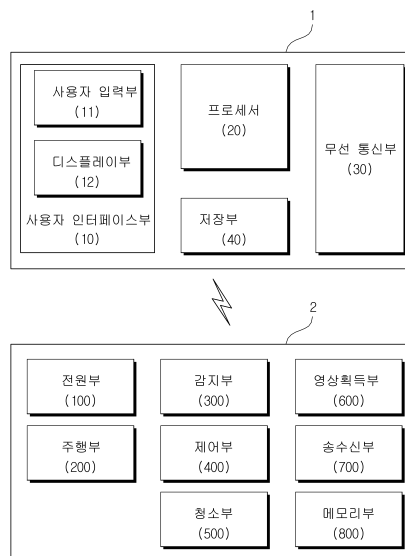 1
사용자 입력부
(11)
디스플레이부
(12)
사용자 인터페이스부
(10)
프로세서
(20)
저장부
(40)
무선 통신부
(30)
2
전원부
(100)
감지부
(300)
영상획득부
(600)
주행부
(200)
제어부
(400)
송수신부
(700)
청소부
(500)
메모리부
(800)